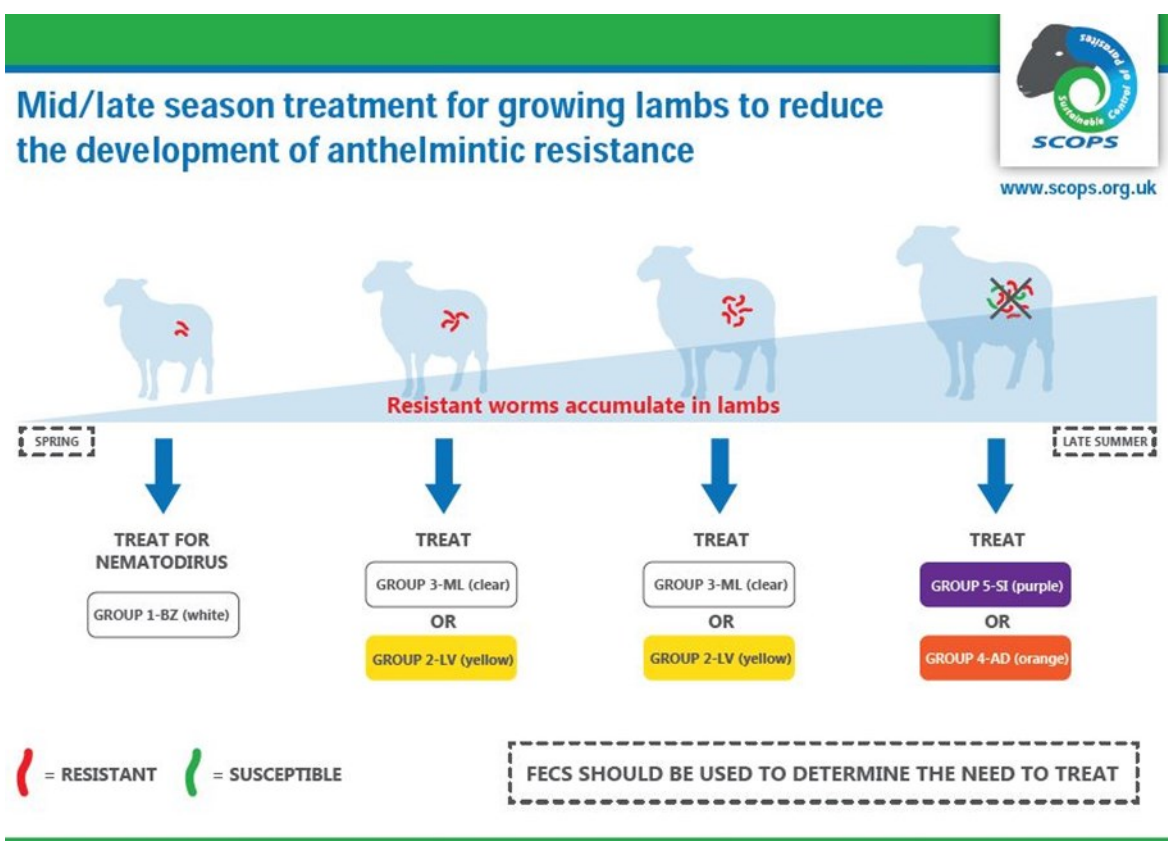 Sustainable Control of Parasites
SCOPS
Mid/late season treatment for growing lambs to reduce
the development of anthelmintic resistance
www.scops.org.uk
Resistant worms accumulate in lambs
SPRING
LATE SUMMER
TREAT FOR
NEMATODIRUS
GROUP 1-BZ (white)
TREAT
GROUP 3-ML (clear)
OR
GROUP 2-LV (yellow)
TREAT
GROUP 3-ML (clear)
OR
GROUP 2-LV (yellow)
TREAT
GROUP 5-SI (purple)
OR
GROUP 4-AD (orange)
= RESISTANT
= SUSCEPTIBLE
FECS SHOULD BE USED TO DETERMINE THE NEED TO TREAT